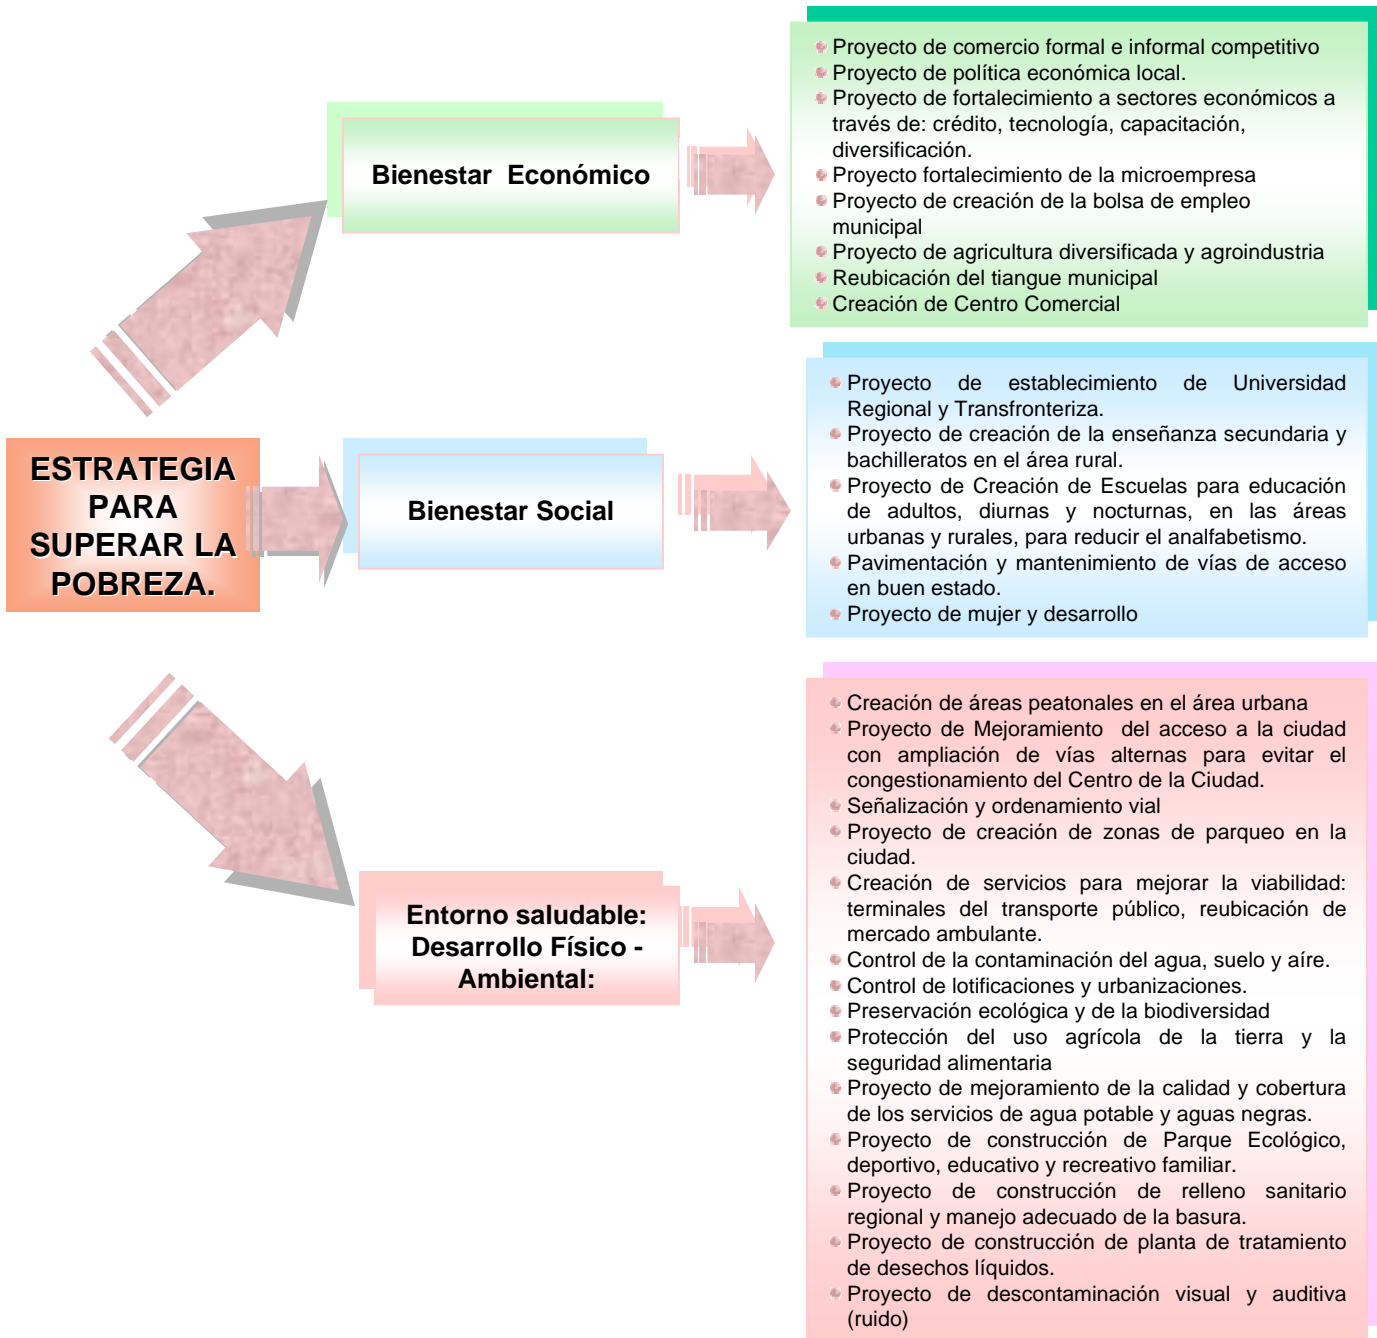 Proyecto de comercio formal e informal competitivo
Proyecto de política económica local.
Proyecto de fortalecimiento a sectores económicos a
través de: crédito, tecnología, capacitación,
diversificación.
Proyecto fortalecimiento de la microempresa
Proyecto de creación de la bolsa de empleo
municipal
Proyecto de agricultura diversificada y agroindustria
Reubicación del tiangue municipal
Creación de Centro Comercial
Bienestar Económico
ESTRATEGIA
PARA
SUPERAR LA
POBREZA.
Bienestar Social
Proyecto de establecimiento de Universidad
Regional y Transfronteriza.
Proyecto de creación de la enseñanza secundaria y
bachilleratos en el área rural.
Proyecto de Creación de Escuelas para educación
de adultos, diurnas y nocturnas, en las áreas
urbanas y rurales, para reducir el analfabetismo.
Pavimentación y mantenimiento de vías de acceso
en buen estado.
Proyecto de mujer y desarrollo
Entorno saludable:
Desarrollo Físico -
Ambiental:
Creación de áreas peatonales en el área urbana
Proyecto de Mejoramiento del acceso a la ciudad
con ampliación de vías alternas para evitar el
congestionamiento del Centro de la Ciudad.
Señalización y ordenamiento vial
Proyecto de creación de zonas de parqueo en la
ciudad.
Creación de servicios para mejorar la viabilidad:
terminales del transporte público, reubicación de
mercado ambulante.
Control de la contaminación del agua, suelo y aíre.
Control de lotificaciones y urbanizaciones.
Preservación ecológica y de la biodiversidad
Protección del uso agrícola de la tierra y la
seguridad alimentaria
Proyecto de mejoramiento de la calidad y cobertura
de los servicios de agua potable y aguas negras.
Proyecto de construcción de Parque Ecológico,
deportivo, educativo y recreativo familiar.
Proyecto de construcción de relleno sanitario
regional y manejo adecuado de la basura.
Proyecto de construcción de planta de tratamiento
de desechos líquidos.
Proyecto de descontaminación visual y auditiva
(ruido)